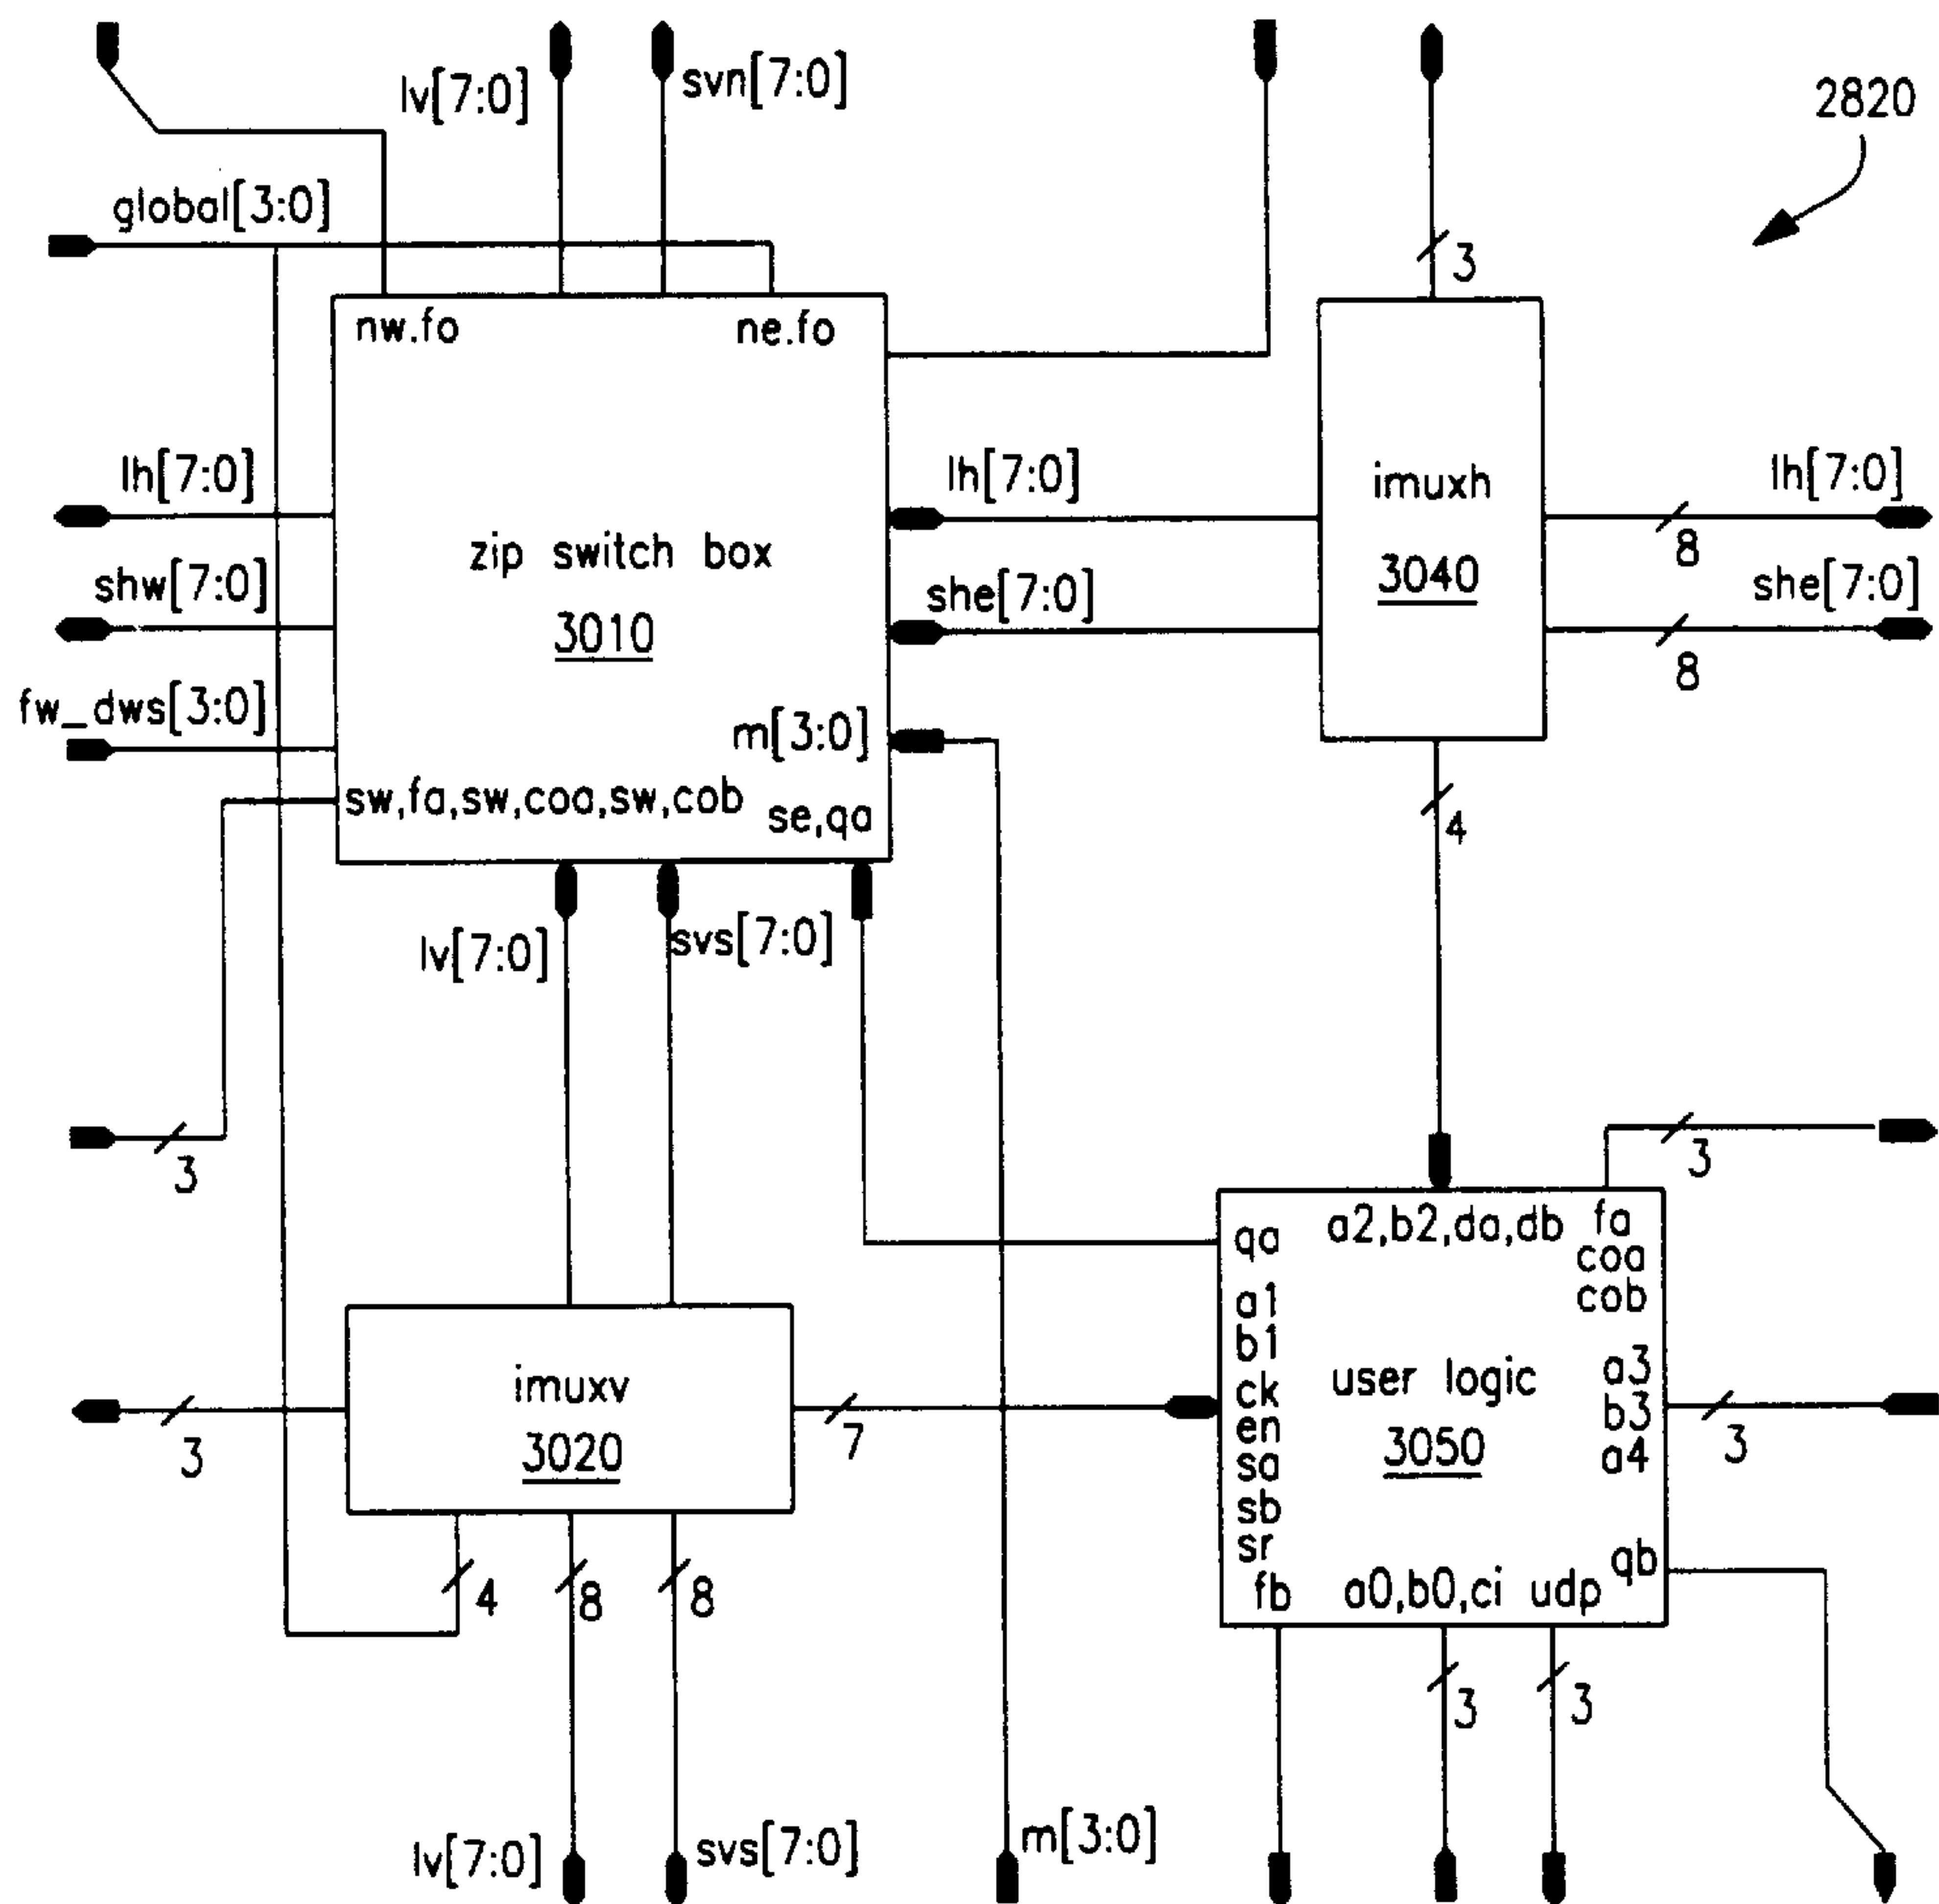 lv[7:0]
svn[7:0]
2820
global[3:0]
3
nw.fo
ne.fo
lh[7:0]
lh[7:0]
imuxh
lh[7:0]
8
zip switch box
shw[7:0]
she[7:0]
3040
she[7:0]
3010
8
fw_dws[3:0]
m[3:0]
sw,fa,sw,coa,sw,cob
se,qa
4
lv[7:0]
svs[7:0]
3
3
qa
a2,b2,da,db
fa
coa
cob
a1
b1
ck
en
sa
sb
sr
user logic
3050
a3
b3
a4
3
imuxv
3020
3
7
4
8
8
fb
a0,b0,ci
udp
qb
3
3
lv[7:0]
svs[7:0]
m[3:0]